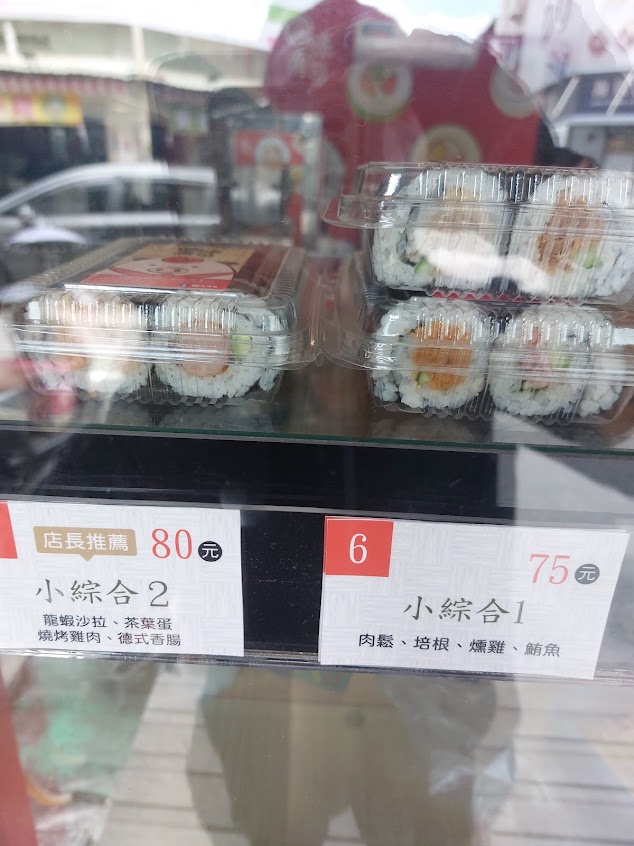 店長推薦
80元
小綜合2
龍蝦沙拉、茶葉蛋
燒烤雞肉、德式香腸
6
75元
小綜合1
肉鬆、培根、燻雞、鮪魚